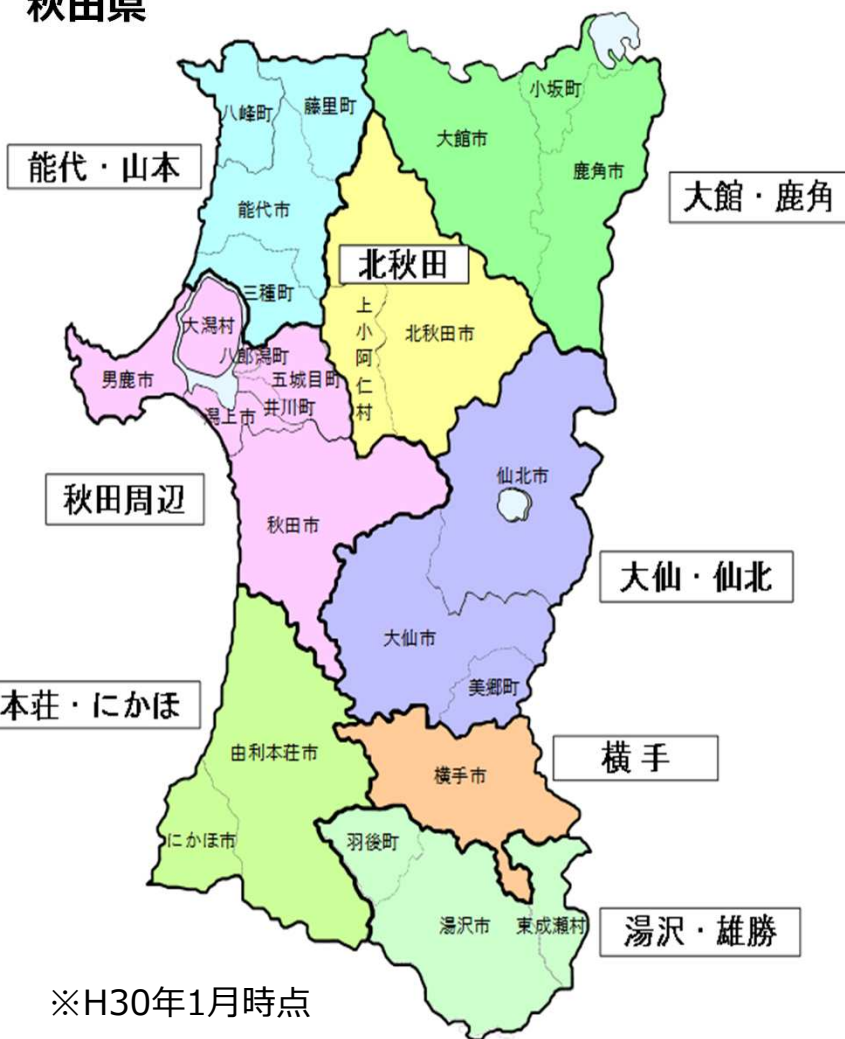 秋田県
八峰町
藤里町
小坂町
大館市
能代・山本
鹿角市
大館・鹿角
能代市
北秋田
三種町
上小阿仁村
北秋田市
大潟村
八郎潟町
男鹿市
五城目町
潟上市
井川町
仙北市
秋田周辺
秋田市
大仙・仙北
大仙市
美郷町
本荘・にかほ
由利本荘市
横手市
横手
にかほ市
羽後町
湯沢市
東成瀬村
湯沢・雄勝
※H30年1月時点